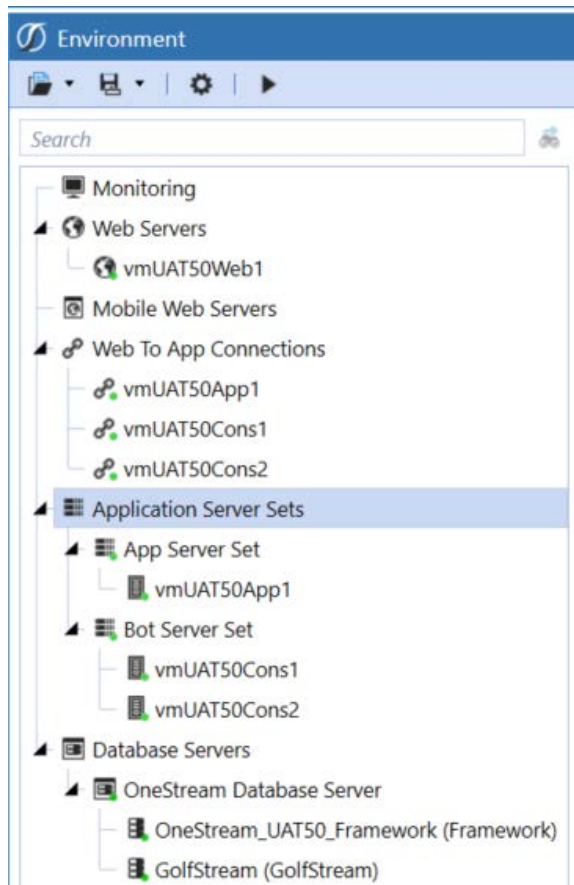 Environment
Search
Monitoring
Web Servers
vmUAT50Web1
Mobile Web Servers
Web To App Connections
vmUAT50App1
vmUAT50Cons1
vmUAT50Cons2
Application Server Sets
App Server Set
vmUAT50App1
Bot Server Set
vmUAT50Cons1
vmUAT50Cons2
Database Servers
OneStream Database Server
OneStream_UAT50_Framework (Framework)
GolfStream (GolfStream)